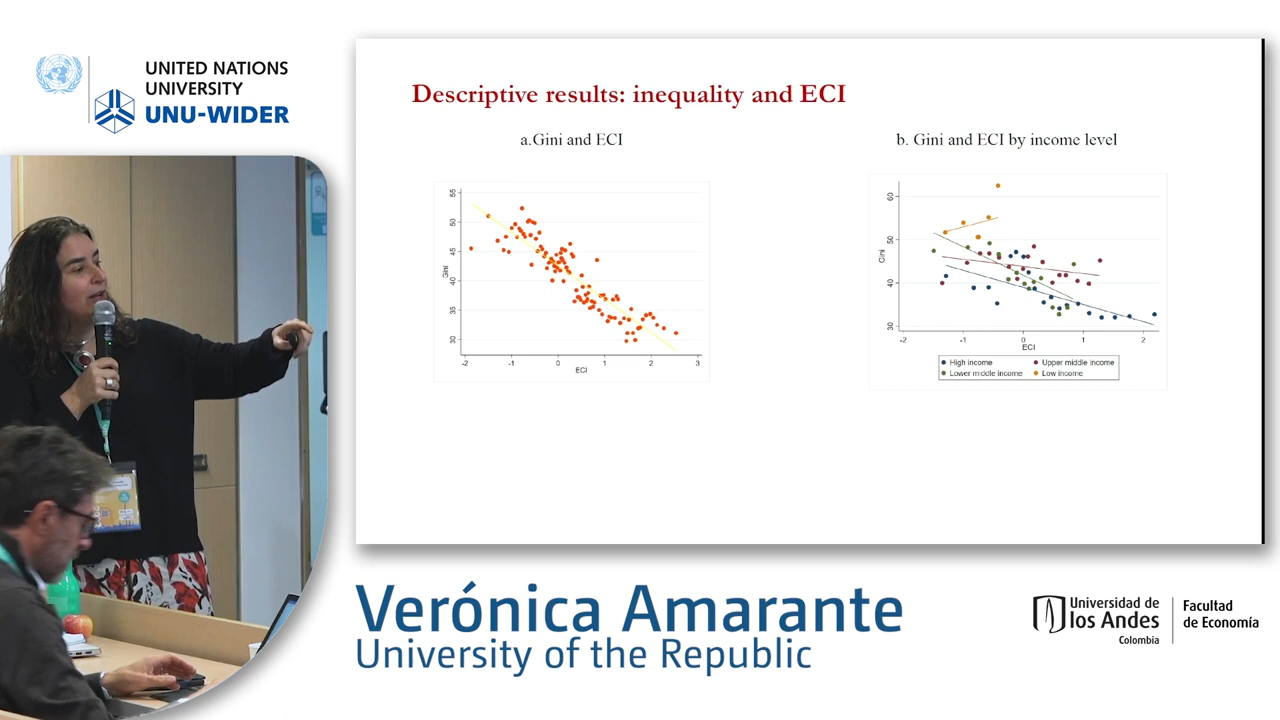 UNITED NATIONS
UNIVERSITY
UNU-WIDER
Descriptive results: inequality and ECI
a.Gini and ECI
b. Gini and ECI by income level
55
50
45
40
35
30
Gini
-2
-1
0
1
2
3
ECI
60
50
40
30
Gini
-2
-1
0
1
2
ECI
High income
Upper middle income
Lower middle income
Low income
Verónica Amarante
University of the Republic
Universidad de
los Andes
Colombia
Facultad
de Economía